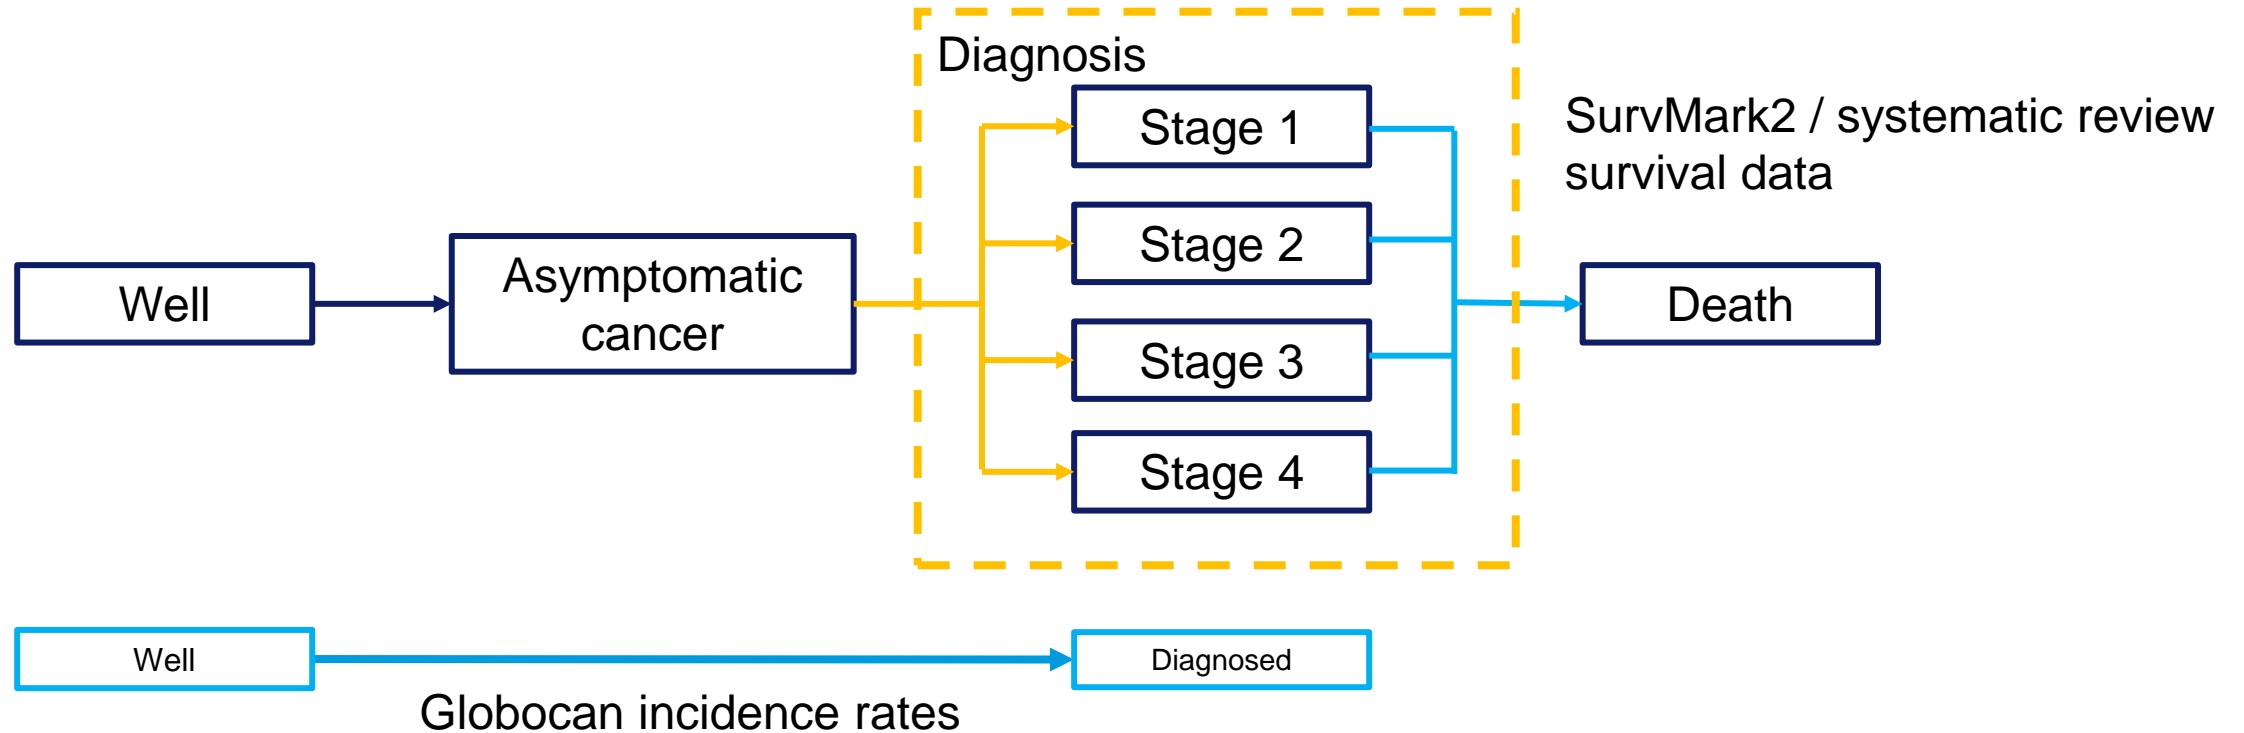 Diagnosis
Stage 1
SurvMark2 / systematic review
survival data
Stage 2
Well
Asymptomatic
cancer
Death
Stage 3
Stage 4
Well
Diagnosed
Globocan incidence rates